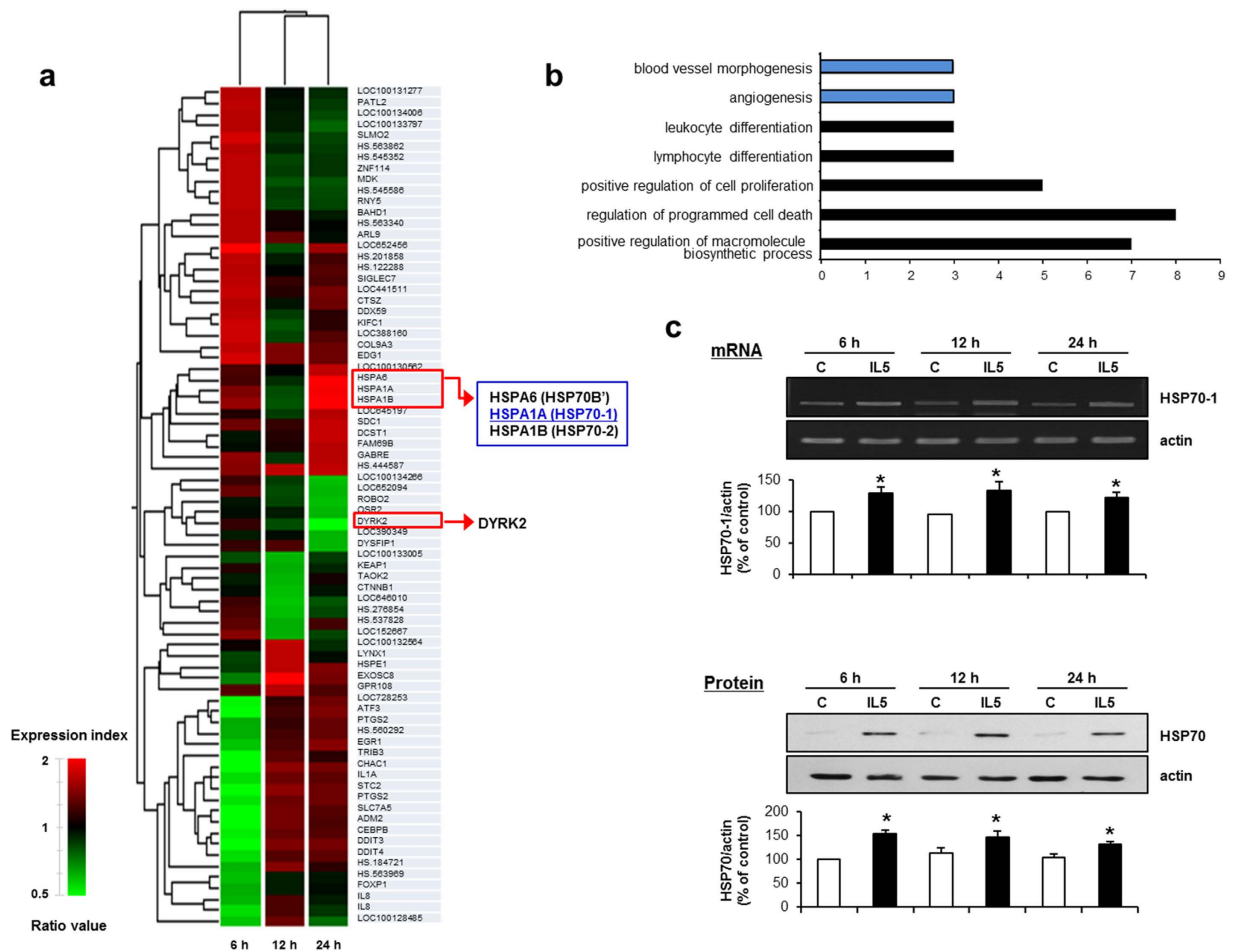 a
LOC100131277
PATL2
LOC100134006
LOC100133797
SLMO2
HS.563862
HS.545352
ZNF114
MDK
HS.545586
RNY5
BAHD1
HS.563340
ARL9
LOC652456
HS.201858
HS.122288
SIGLEC7
LOC441511
CTSZ
DDX59
KIFC1
LOC388160
COL9A3
EDG1
LOC100130562
HSPA6
HSPA1A
HSPA1B
LOC645197
SDC1
DCST1
FAM69B
GABRE
HS.444587
LOC100134266
LOC652094
ROBO2
OSR2
DYRK2
LOC390349
DYSFIP1
LOC100133005
KEAP1
TAOK2
CTNNB1
LOC646010
HS.276854
HS.537828
LOC152667
LOC100132564
LYNX1
HSPE1
EXOSC8
GPR108
LOC728253
ATF3
PTGS2
HS.560292
EGR1
TRIB3
CHAC1
IL1A
STC2
PTGS2
SLC7A5
ADM2
CEBPB
DDIT3
DDIT4
HS.184721
HS.563969
FOXP1
IL8
IL8
LOC100128485
HSPA6 (HSP70B')
HSPA1A (HSP70-1)
HSPA1B (HSP70-2)
DYRK2
Expression index
2
1
0.5
Ratio value
6 h 12 h 24 h
b
blood vessel morphogenesis
angiogenesis
leukocyte differentiation
lymphocyte differentiation
positive regulation of cell proliferation
regulation of programmed cell death
positive regulation of macromolecule
biosynthetic process
0 1 2 3 4 5 6 7 8 9
c
mRNA
6 h 12 h 24 h
C IL5 C IL5 C IL5
HSP70-1
actin
HSP70-1/actin
(% of control)
150
100
50
0
* * *
Protein
6 h 12 h 24 h
C IL5 C IL5 C IL5
HSP70
actin
HSP70/actin
(% of control)
200
150
100
50
0
* * *